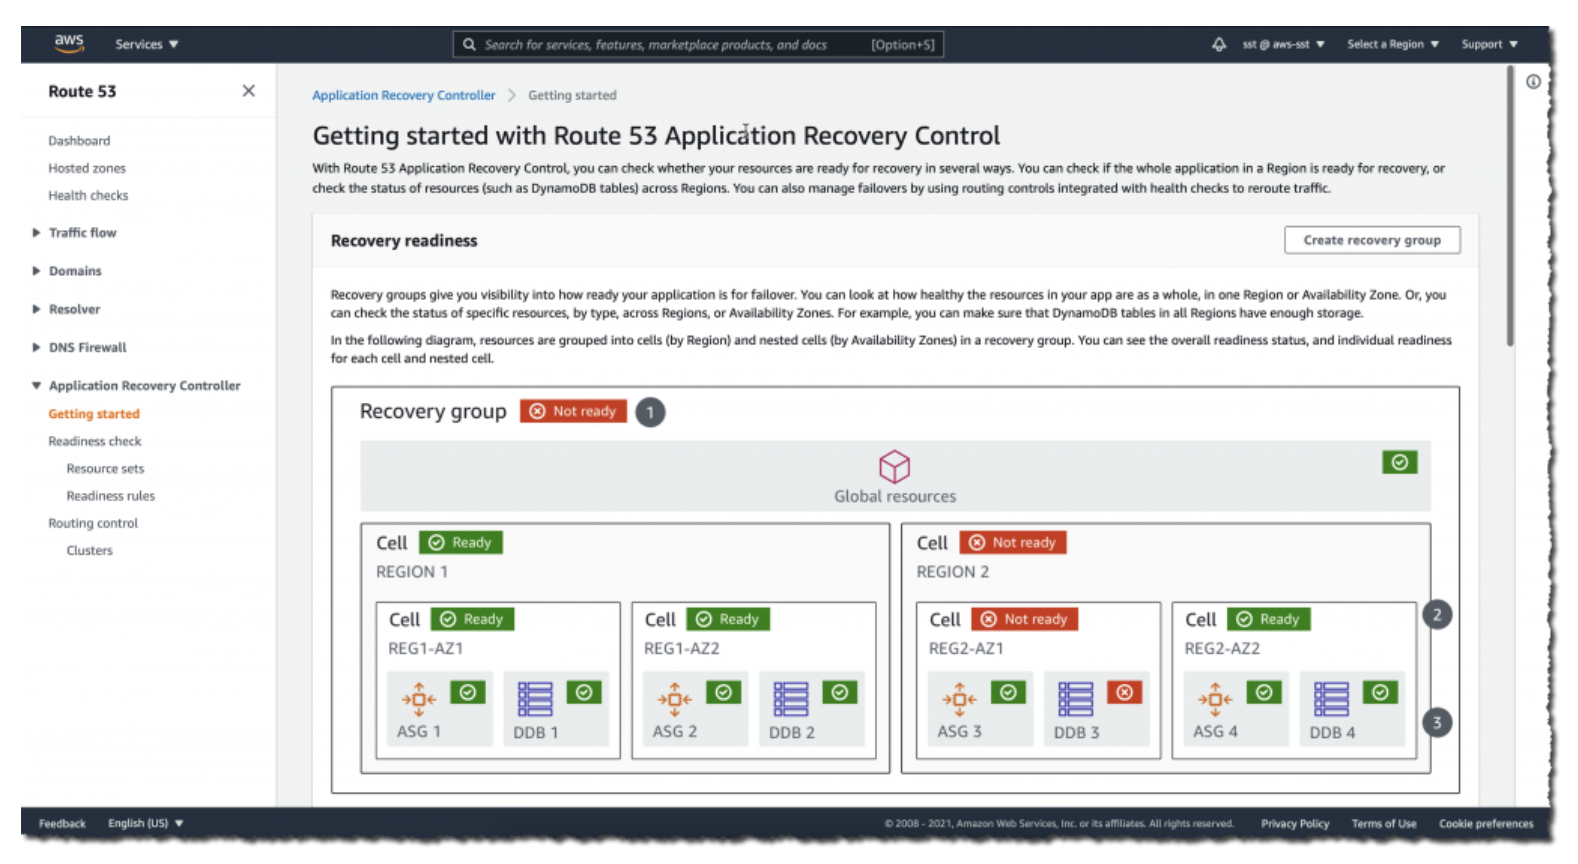 aws
Services
Search for services, features, marketplace products, and docs
[Option+S]
sst @ aws-sst
Select a Region
Support
Route 53
Dashboard
Hosted zones
Health checks
Traffic flow
Domains
Resolver
DNS Firewall
Application Recovery Controller
Getting started
Readiness check
Resource sets
Readiness rules
Routing control
Clusters
Application Recovery Controller > Getting started
Getting started with Route 53 Application Recovery Control
With Route 53 Application Recovery Control, you can check whether your resources are ready for recovery in several ways. You can check if the whole application in a Region is ready for recovery, or
check the status of resources (such as DynamoDB tables) across Regions. You can also manage failovers by using routing controls integrated with health checks to reroute traffic.
Recovery readiness
Create recovery group
Recovery groups give you visibility into how ready your application is for failover. You can look at how healthy the resources in your app are as a whole, in one Region or Availability Zone. Or, you
can check the status of specific resources, by type, across Regions, or Availability Zones. For example, you can make sure that DynamoDB tables in all Regions have enough storage.
In the following diagram, resources are grouped into cells (by Region) and nested cells (by Availability Zones) in a recovery group. You can see the overall readiness status, and individual readiness
for each cell and nested cell.
Recovery group
Not ready
1
Global resources
Cell
Ready
REGION 1
Cell
Ready
REG1-AZ1
ASG 1
DDB 1
Cell
Ready
REG1-AZ2
ASG 2
DDB 2
Cell
Not ready
REGION 2
Cell
Not ready
REG2-AZ1
ASG 3
DDB 3
Cell
Ready
REG2-AZ2
ASG 4
DDB 4
2
3
Feedback
English (US)
© 2008 - 2021, Amazon Web Services, Inc. or its affiliates. All rights reserved.
Privacy Policy
Terms of Use
Cookie preferences